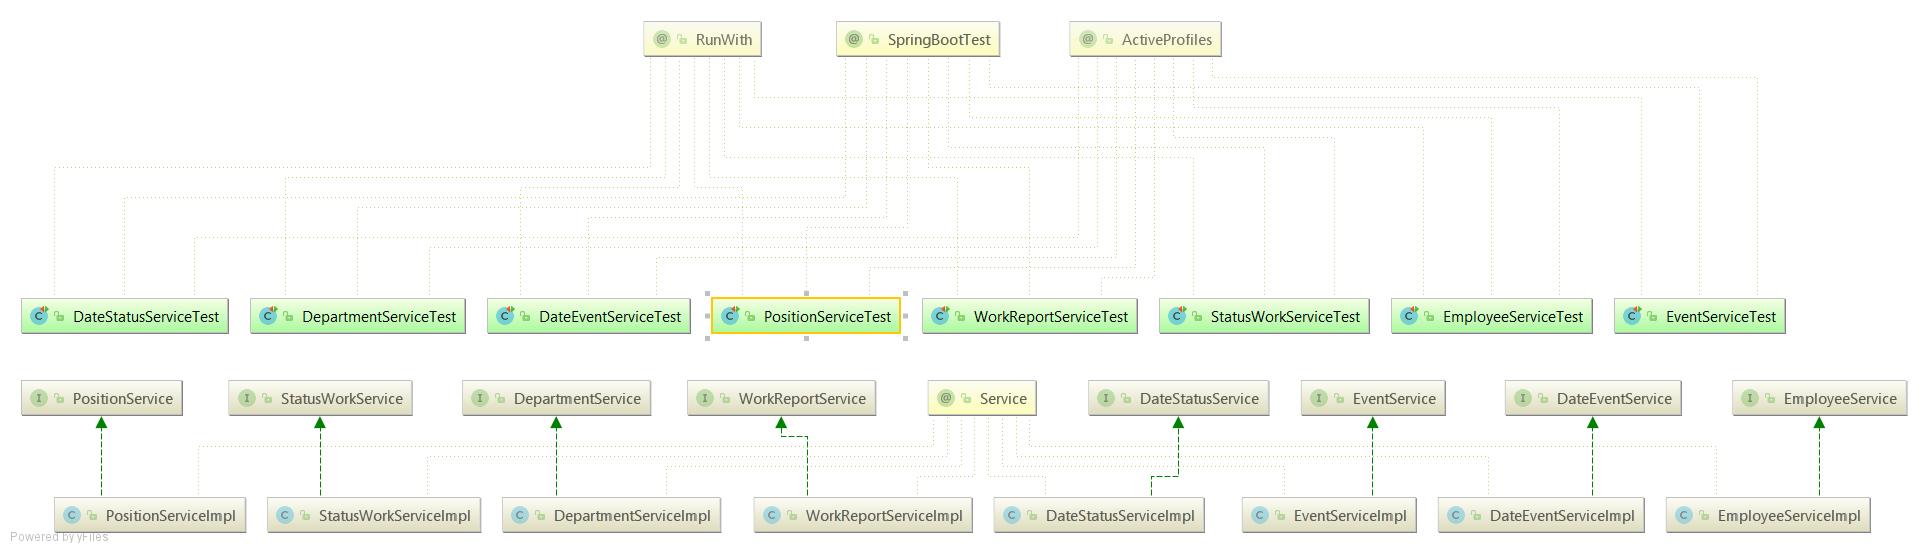 @ RunWith
@ SpringBootTest
@ ActiveProfiles
C DateStatusServiceTest
C DepartmentServiceTest
C DateEventServiceTest
C PositionServiceTest
C WorkReportServiceTest
C StatusWorkServiceTest
C EmployeeServiceTest
C EventServiceTest
I PositionService
I StatusWorkService
I DepartmentService
I WorkReportService
@ Service
I DateStatusService
I EventService
I DateEventService
I EmployeeService
C PositionServiceImpl
C StatusWorkServiceImpl
C DepartmentServiceImpl
C WorkReportServiceImpl
C DateStatusServiceImpl
C EventServiceImpl
C DateEventServiceImpl
C EmployeeServiceImpl
Powered by yFiles